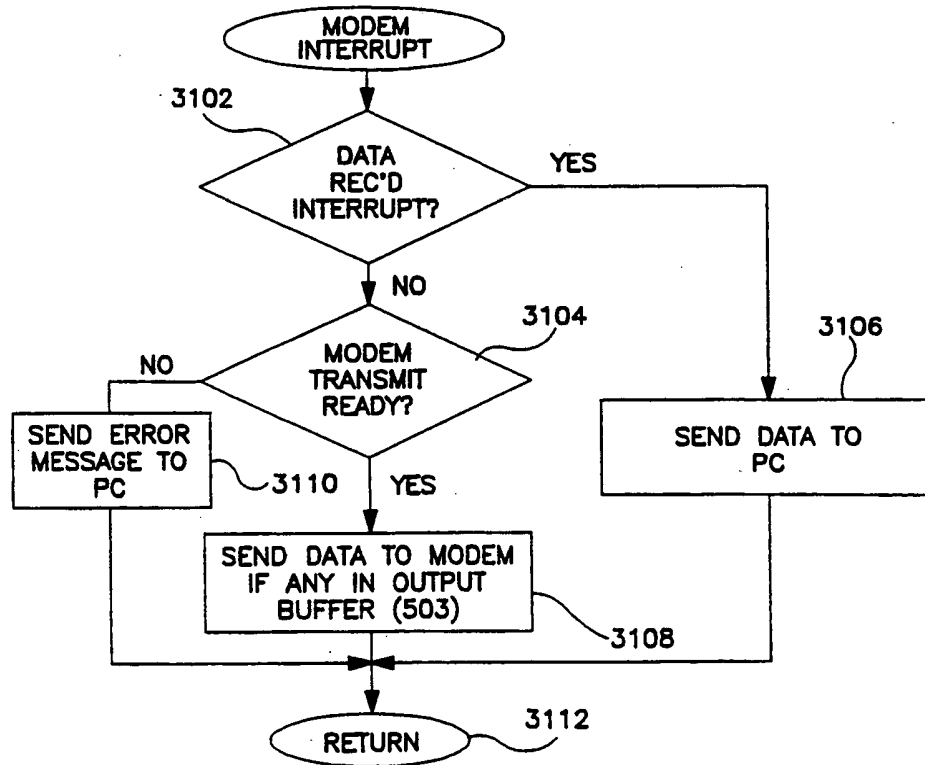 MODEM
INTERRUPT
3102
DATA
REC'D
INTERRUPT?
YES
NO
3104
MODEM
TRANSMIT
READY?
NO
3106
SEND DATA TO
PC
SEND ERROR
MESSAGE TO
PC
3110
YES
SEND DATA TO MODEM
IF ANY IN OUTPUT
BUFFER (503)
3108
RETURN
3112